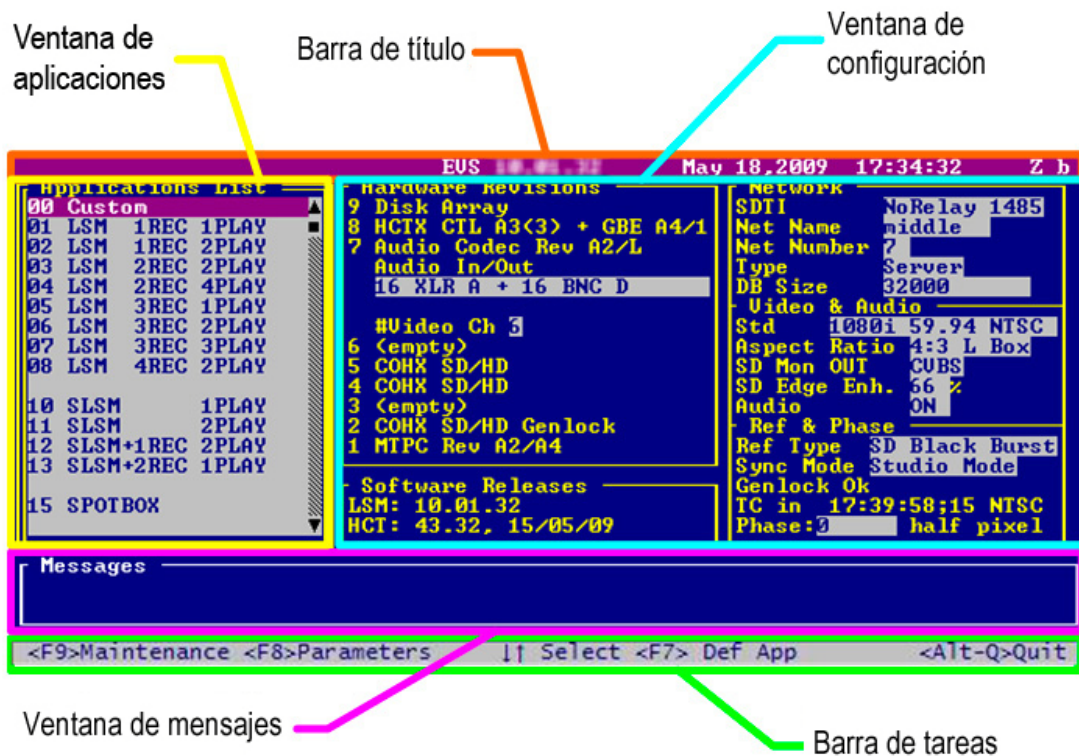 Ventana de
aplicaciones
Barra de título
Ventana de
configuración
EVS May 18,2009 17:34:32 Z b
Applications List
00 Custom
01 LSM 1REC 1PLAY
02 LSM 1REC 2PLAY
03 LSM 2REC 2PLAY
04 LSM 2REC 4PLAY
05 LSM 3REC 1PLAY
06 LSM 3REC 2PLAY
07 LSM 3REC 3PLAY
08 LSM 4REC 2PLAY
10 SLSM 1PLAY
11 SLSM 2PLAY
12 SLSM+1REC 2PLAY
13 SLSM+2REC 1PLAY
15 SPOTBOX
Hardware Revisions
9 Disk Array
8 HCTX CTL A3(3) + GBE A4/1
7 Audio Codec Rev A2/L
Audio In/Out
16 XLR A + 16 BNC D
#Video Ch 6
6 (empty)
5 COHX SD/HD
4 COHX SD/HD
3 (empty)
2 COHX SD/HD Genlock
1 MTPC Rev A2/A4
Software Releases
LSM: 10.01.32
HCT: 43.32, 15/05/09
Network
SDTI NoRelay 1485
Net Name middle
Net Number 7
Type Server
DB Size 32000
Video & Audio
Std 1080i 59.94 NTSC
Aspect Ratio 4:3 L Box
SD Mon OUT CVBS
SD Edge Enh. 66 %
Audio ON
Ref & Phase
Ref Type SD Black Burst
Sync Mode Studio Mode
Genlock Ok
TC in 17:39:58;15 NTSC
Phase:0 half pixel
Messages
<F9>Maintenance <F8>Parameters ↓↑ Select <F7> Def App <Alt-Q>Quit
Ventana de mensajes
Barra de tareas